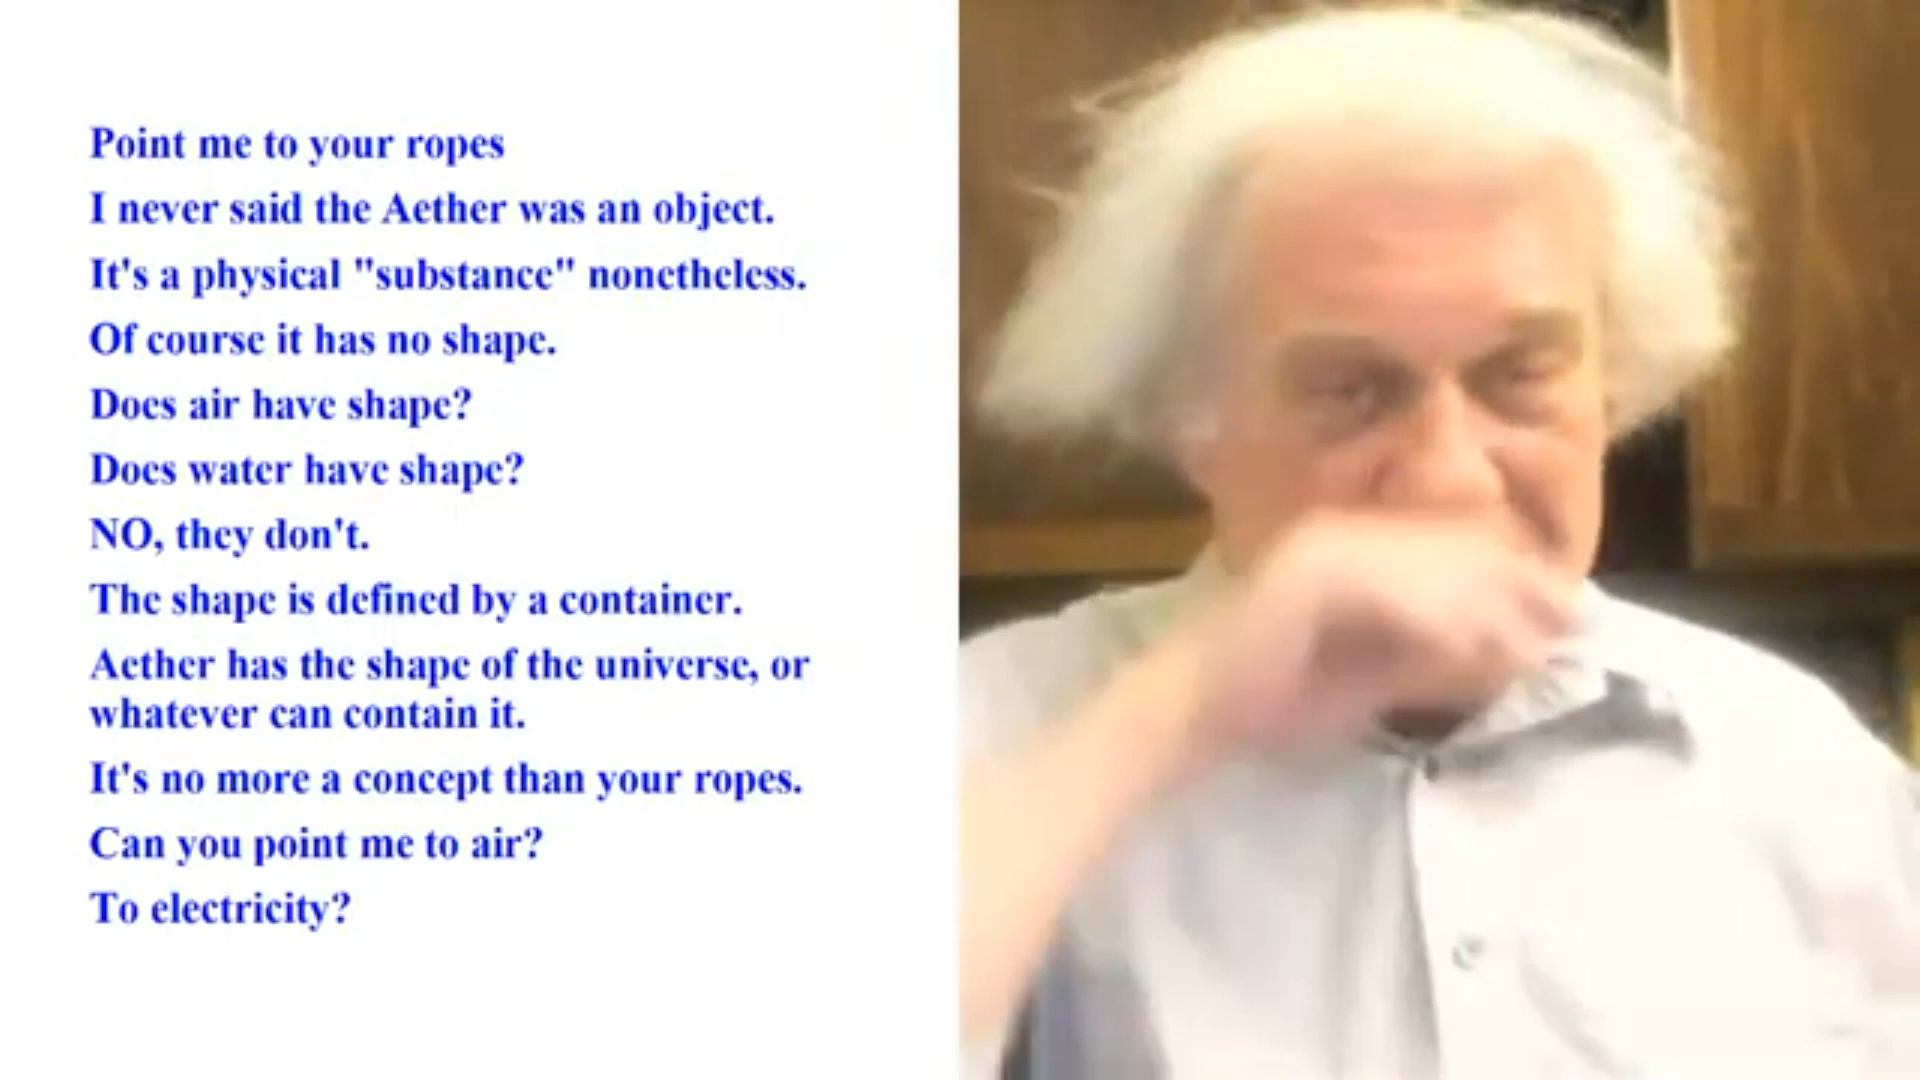 Point me to your ropes
I never said the Aether was an object.
It's a physical "substance" nonetheless.
Of course it has no shape.
Does air have shape?
Does water have shape?
NO, they don't.
The shape is defined by a container.
Aether has the shape of the universe, or
whatever can contain it.
It's no more a concept than your ropes.
Can you point me to air?
To electricity?